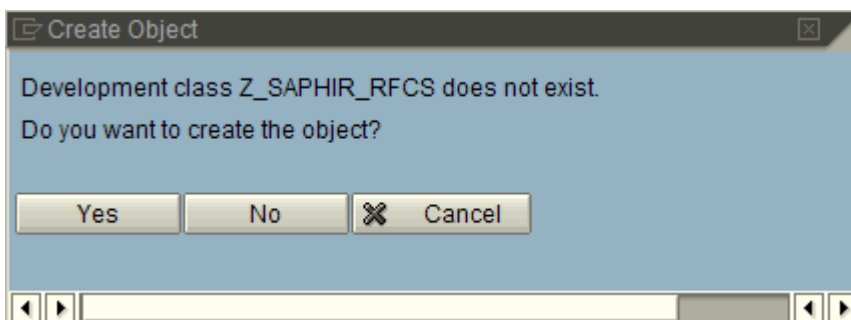 Create Object
Development class Z_SAPHIR_RFCS does not exist.
Do you want to create the object?
Yes No Cancel